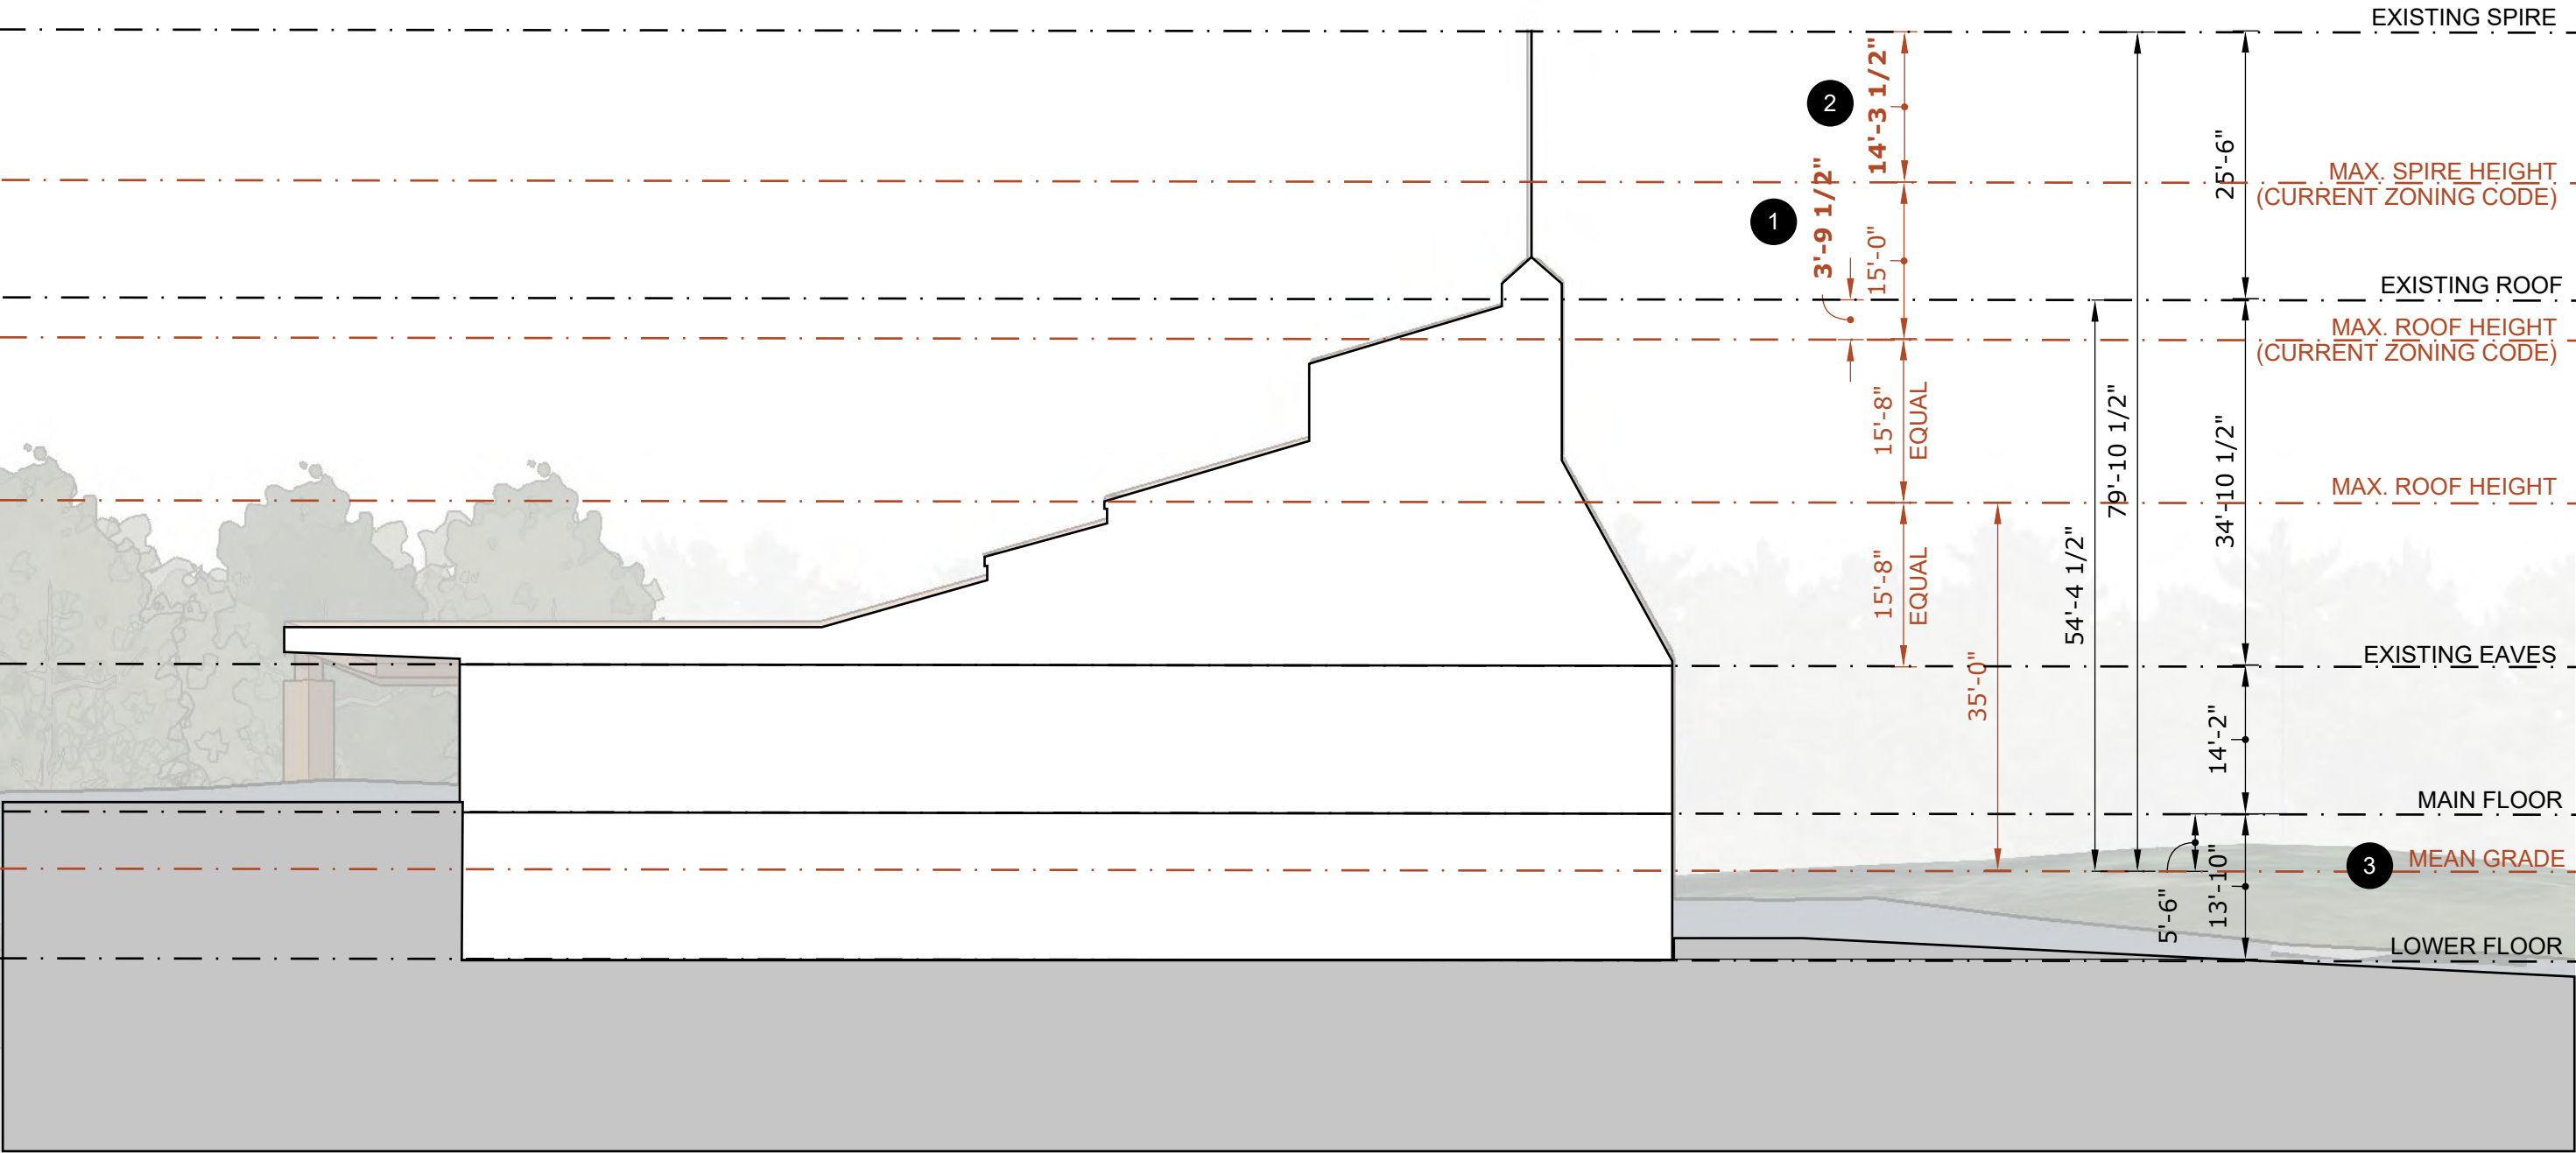 EXISTING SPIRE
2
14'-3 1/2"
25'-6"
MAX. SPIRE HEIGHT
(CURRENT ZONING CODE)
1
3'-9 1/2"
15'-0"
EXISTING ROOF
MAX. ROOF HEIGHT
(CURRENT ZONING CODE)
15'-8"
EQUAL
79'-10 1/2"
34'-10 1/2"
MAX. ROOF HEIGHT
15'-8"
EQUAL
54'-4 1/2"
EXISTING EAVES
35'-0"
14'-2"
MAIN FLOOR
3
MEAN GRADE
5'-6"
13'-10"
LOWER FLOOR